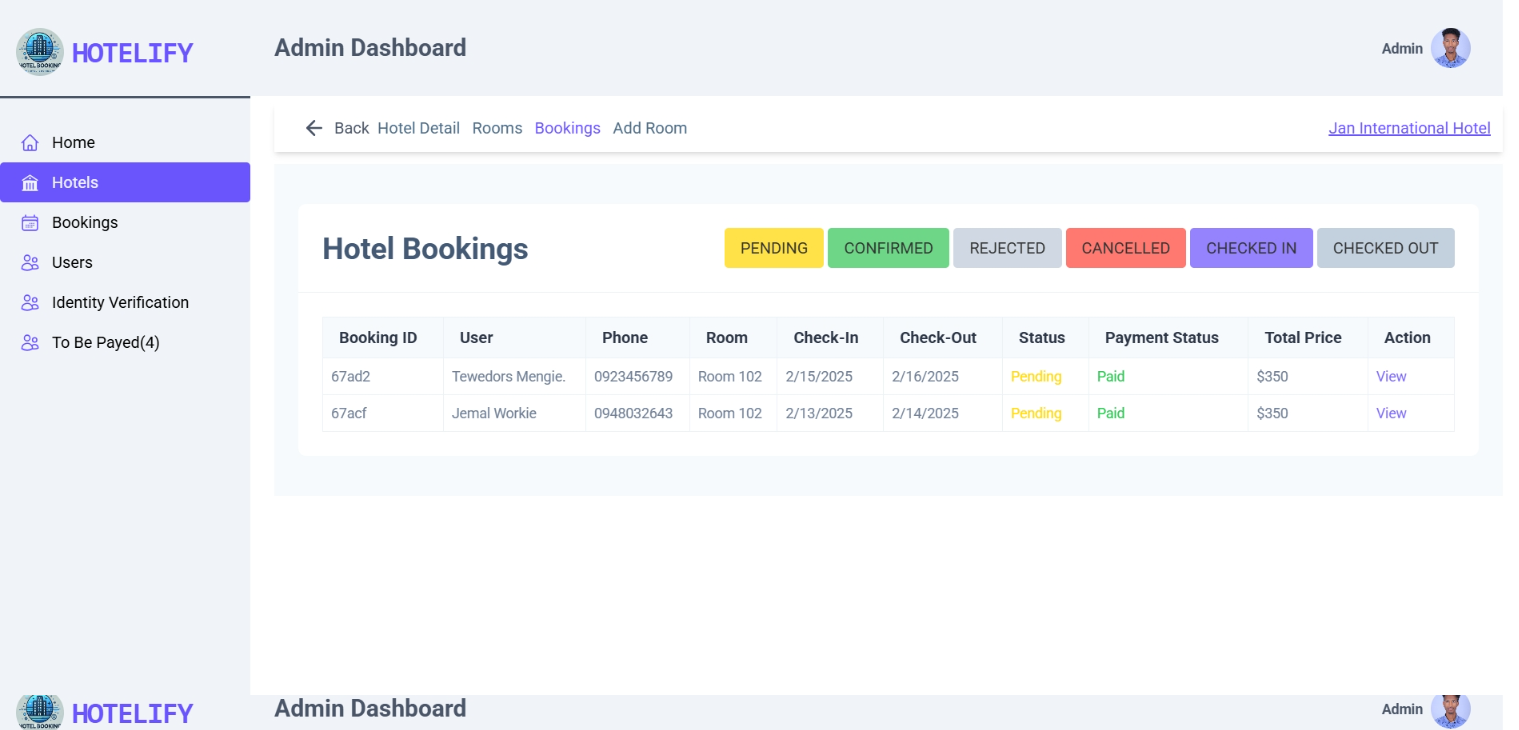 HOTELIFY
Admin Dashboard
Admin
Home
Hotels
Bookings
Users
Identity Verification
To Be Payed(4)
Back Hotel Detail Rooms Bookings Add Room
Jan International Hotel
Hotel Bookings
PENDING CONFIRMED REJECTED CANCELLED CHECKED IN CHECKED OUT
Booking ID User Phone Room Check-In Check-Out Status Payment Status Total Price Action
67ad2 Tewedors Mengie. 0923456789 Room 102 2/15/2025 2/16/2025 Pending Paid $350 View
67acf Jemal Workie 0948032643 Room 102 2/13/2025 2/14/2025 Pending Paid $350 View
HOTELIFY
Admin Dashboard
Admin